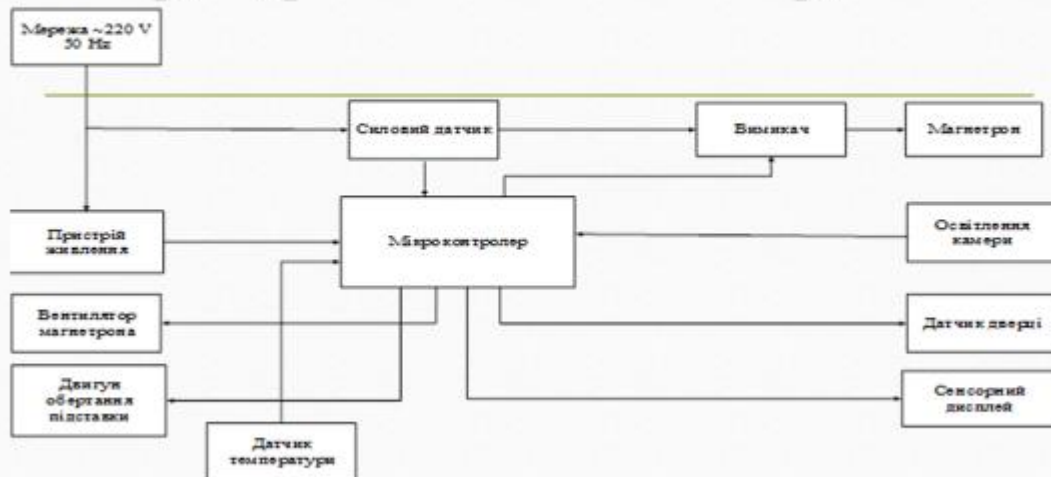 Мережа ~220 V
50 Hz
Силовий датчик
Вимикач
Магнетрон
Пристрій
живлення
Мікроконтролер
Освітлення
камери
Вентилятор
магнетрона
Датчик дверці
Двигун
обертання
підставки
Сенсорний
дисплей
Датчик
температури